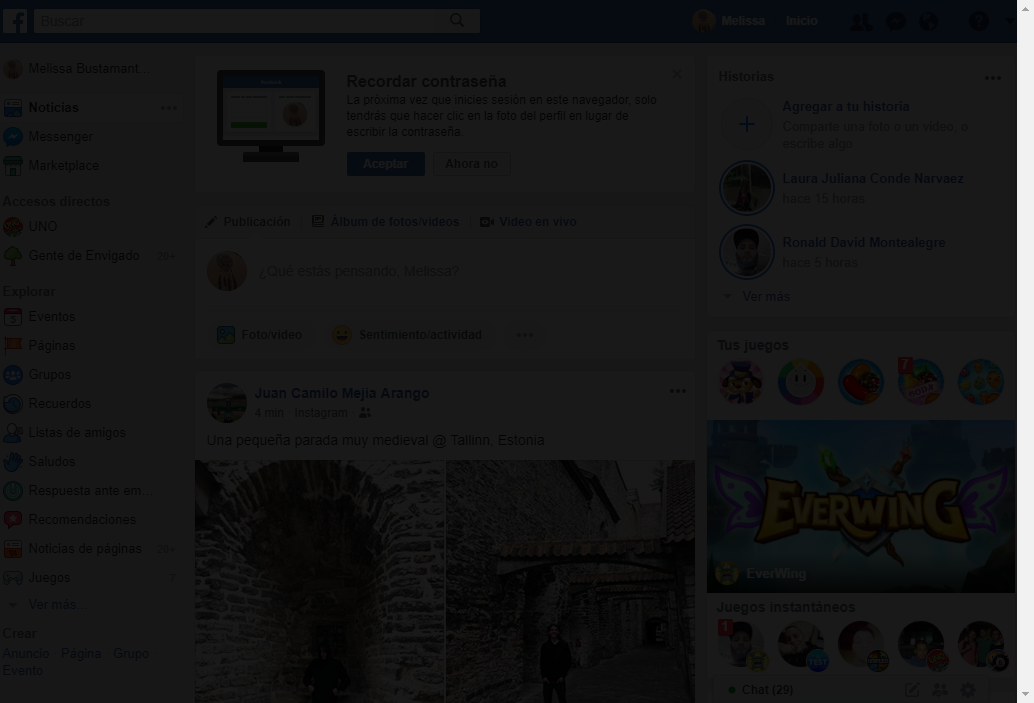 Buscar
Melissa
Inicio
Melissa Bustamant...
Noticias
Messenger
Marketplace
Accesos directos
UNO
Gente de Envigado 20+
Explorar
Eventos
Páginas
Grupos
Recuerdos
Listas de amigos
Saludos
Respuesta ante em...
Recomendaciones
Noticias de páginas 20+
Juegos 7
Ver más...
Crear
Anuncio Página Grupo
Evento
Recordar contraseña
La próxima vez que inicies sesión en este navegador, solo
tendrás que hacer clic en la foto del perfil en lugar de
escribir la contraseña.
Aceptar Ahora no
Publicación Álbum de fotos/videos Video en vivo
¿Qué estás pensando, Melissa?
Foto/video Sentimiento/actividad
Juan Camilo Mejía Arango
4 min · Instagram ·
Una pequeña parada muy medieval @ Tallinn, Estonia
Historias
Agregar a tu historia
Comparte una foto o un video, o
escribe algo
Laura Juliana Conde Narvaez
hace 15 horas
Ronald David Montealegre
hace 5 horas
Ver más
Tus juegos
7
EVERWING
EverWing
Juegos instantáneos
1
Chat (29)